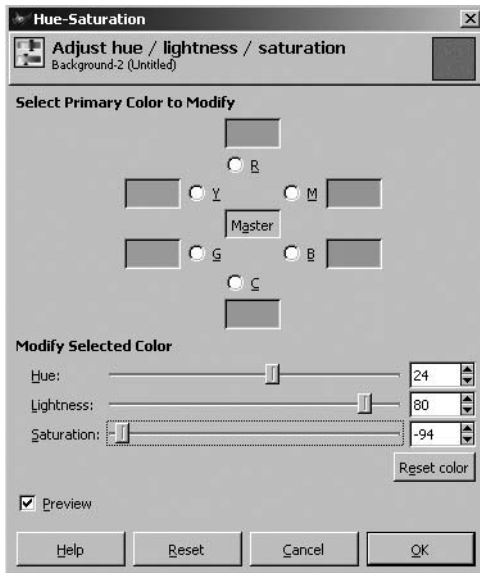 Hue-Saturation
Adjust hue / lightness / saturation
Background-2 (Untitled)
Select Primary Color to Modify
R
Y
M
Master
G
B
C
Modify Selected Color
Hue: 24
Lightness: 80
Saturation: -94
Reset color
Preview
Help Reset Cancel OK